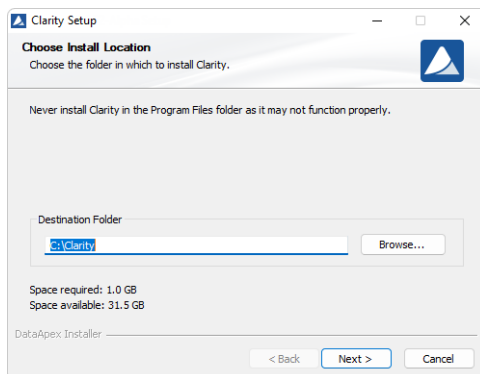 Clarity Setup
Choose Install Location
Choose the folder in which to install Clarity.
Never install Clarity in the Program Files folder as it may not function properly.
Destination Folder
C:\Clarity
Browse...
Space required: 1.0 GB
Space available: 31.5 GB
DataApex Installer
< Back
Next >
Cancel